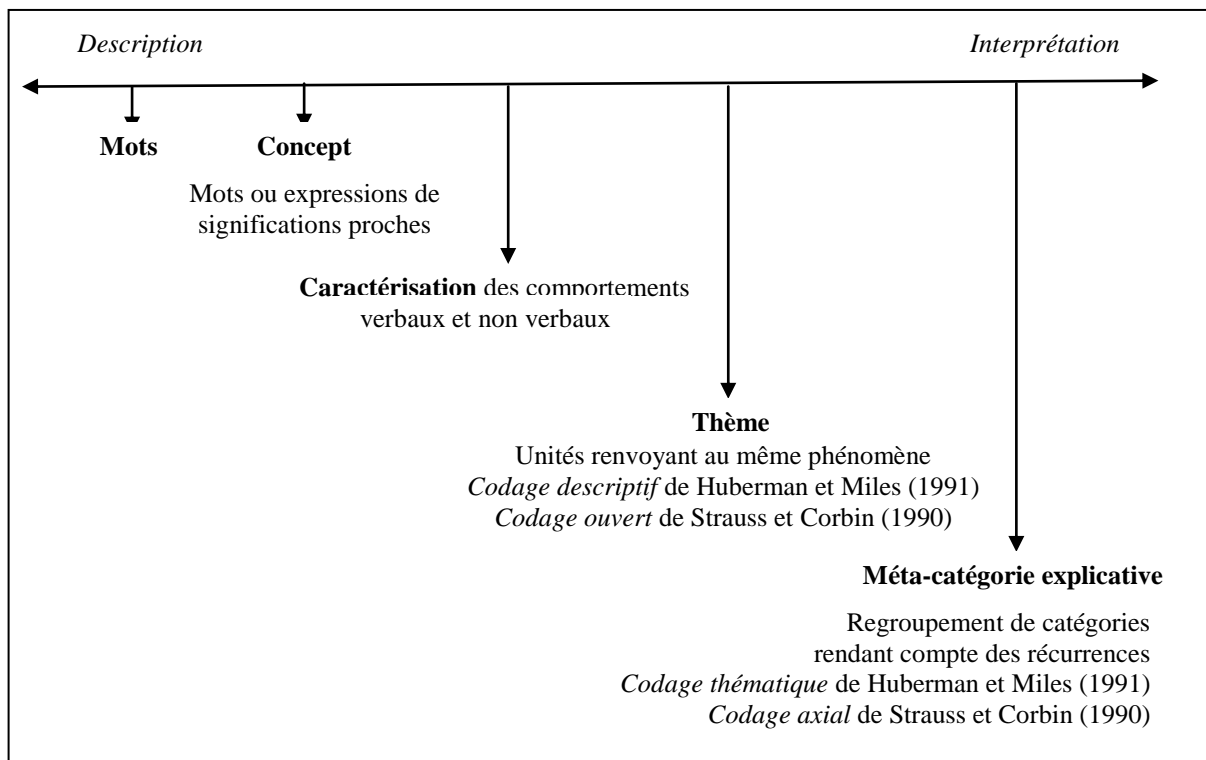 Description Interprétation
Mots Concept
Mots ou expressions de
significations proches
Caractérisation des comportements
verbaux et non verbaux
Thème
Unités renvoyant au même phénomène
Codage descriptif de Huberman et Miles (1991)
Codage ouvert de Strauss et Corbin (1990)
Méta-catégorie explicative
Regroupement de catégories
rendant compte des récurrences
Codage thématique de Huberman et Miles (1991)
Codage axial de Strauss et Corbin (1990)